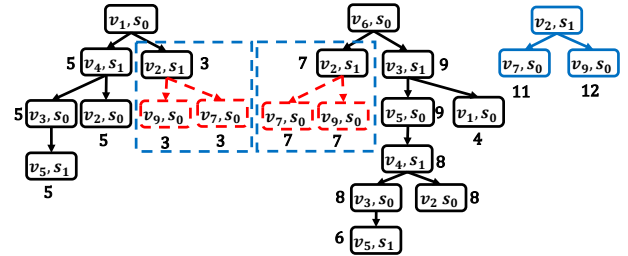 v₁, s₀
v₆, s₀
v₂, s₁
5
v₄, s₁
v₂, s₁
3
7
v₂, s₁
v₃, s₁
9
v₇, s₀
v₉, s₀
11
12
5
v₃, s₀
v₂, s₀
v₉, s₀
v₇, s₀
v₇, s₀
v₉, s₀
v₅, s₀
9
v₁, s₀
5
3
3
7
7
4
v₅, s₁
v₄, s₁
8
5
8
v₃, s₀
v₂ s₀
8
6
v₅, s₁